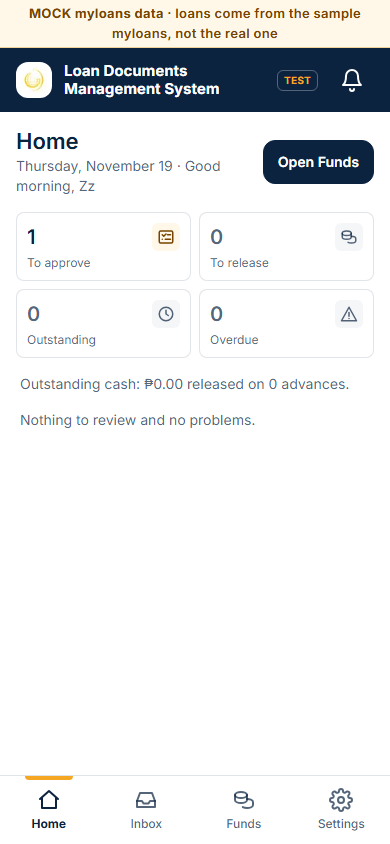 MOCK myloans data · loans come from the sample
myloans, not the real one
Loan Documents
Management System
TEST
Home
Thursday, November 19 · Good
morning, Zz
Open Funds
1
To approve
0
To release
0
Outstanding
0
Overdue
Outstanding cash: ₱0.00 released on 0 advances.
Nothing to review and no problems.
Home
Inbox
Funds
Settings